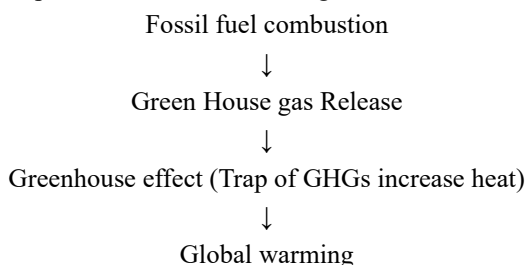 Fossil fuel combustion
↓
Green House gas Release
↓
Greenhouse effect (Trap of GHGs increase heat)
↓
Global warming